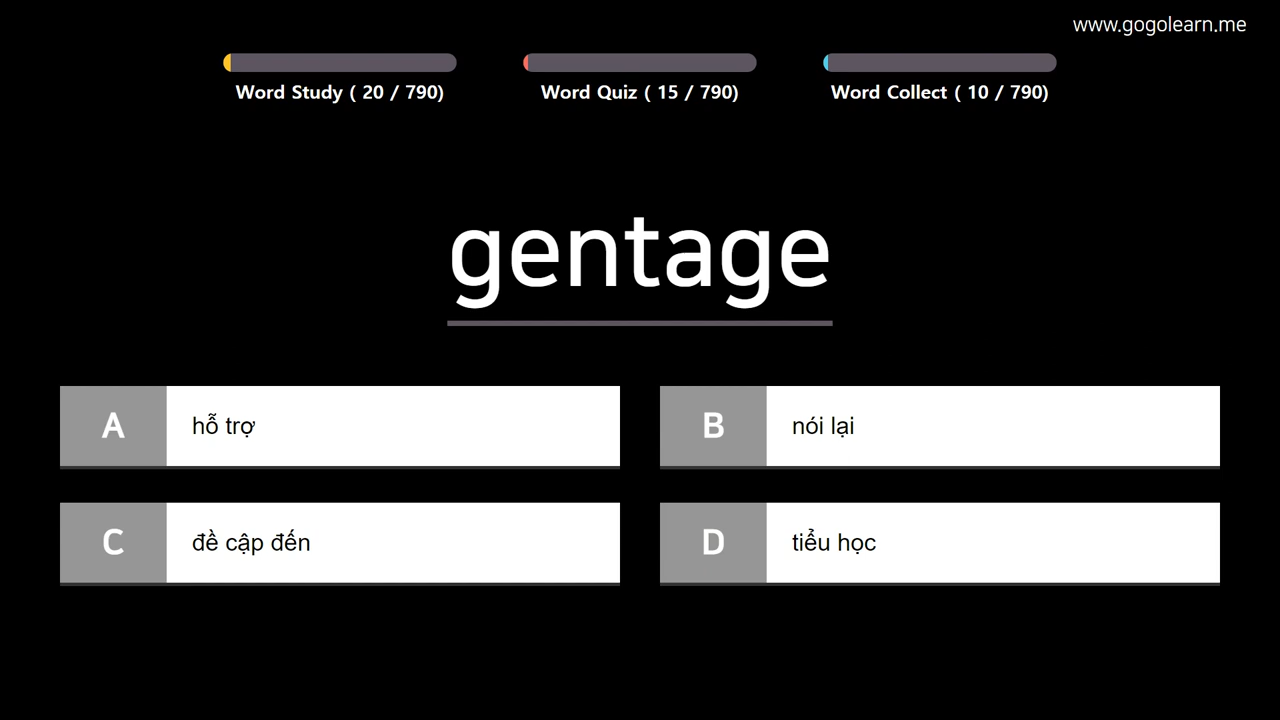 www.gogolearn.me
Word Study ( 20 / 790)
Word Quiz ( 15 / 790)
Word Collect ( 10 / 790)
gentage
A
hỗ trợ
B
nói lại
C
đề cập đến
D
tiểu học